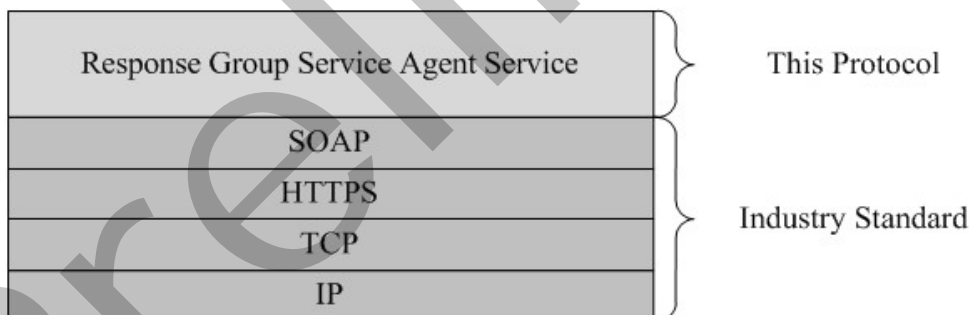 Response Group Service Agent Service
This Protocol
SOAP
HTTPS
TCP
IP
Industry Standard